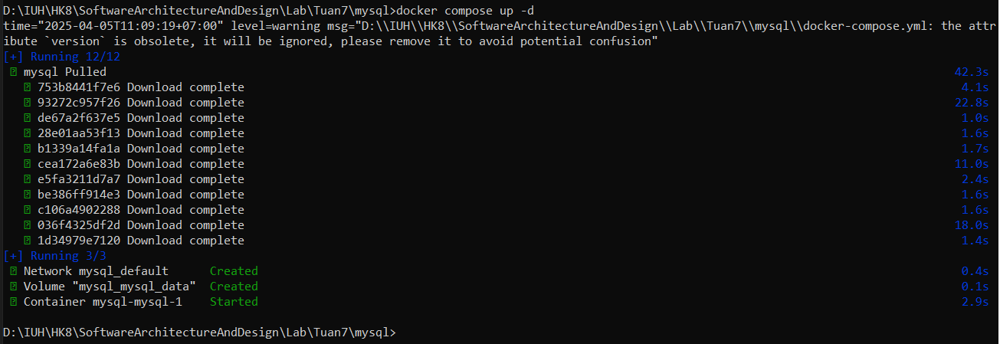 D:\IUH\HK8\SoftwareArchitectureAndDesign\Lab\Tuan7\mysql>docker compose up -d
time="2025-04-05T11:09:19+07:00" level=warning msg="D:\\IUH\\HK8\\SoftwareArchitectureAndDesign\\Lab\\Tuan7\\mysql\\docker-compose.yml: the attr
ibute `version` is obsolete, it will be ignored, please remove it to avoid potential confusion"
[+] Running 12/12
mysql Pulled 42.3s
753b8441f7e6 Download complete 4.1s
93272c957f26 Download complete 22.8s
de67a2f637e5 Download complete 1.0s
28e01aa53f13 Download complete 1.6s
b1339a14fa1a Download complete 1.7s
cea172a6e83b Download complete 11.0s
e5fa3211d7a7 Download complete 2.4s
be386ff914e3 Download complete 1.6s
c106a4902288 Download complete 1.6s
036f4325df2d Download complete 18.0s
1d34979e7120 Download complete 1.4s
[+] Running 3/3
Network mysql_default Created 0.4s
Volume "mysql_mysql_data" Created 0.1s
Container mysql-mysql-1 Started 2.9s
D:\IUH\HK8\SoftwareArchitectureAndDesign\Lab\Tuan7\mysql>